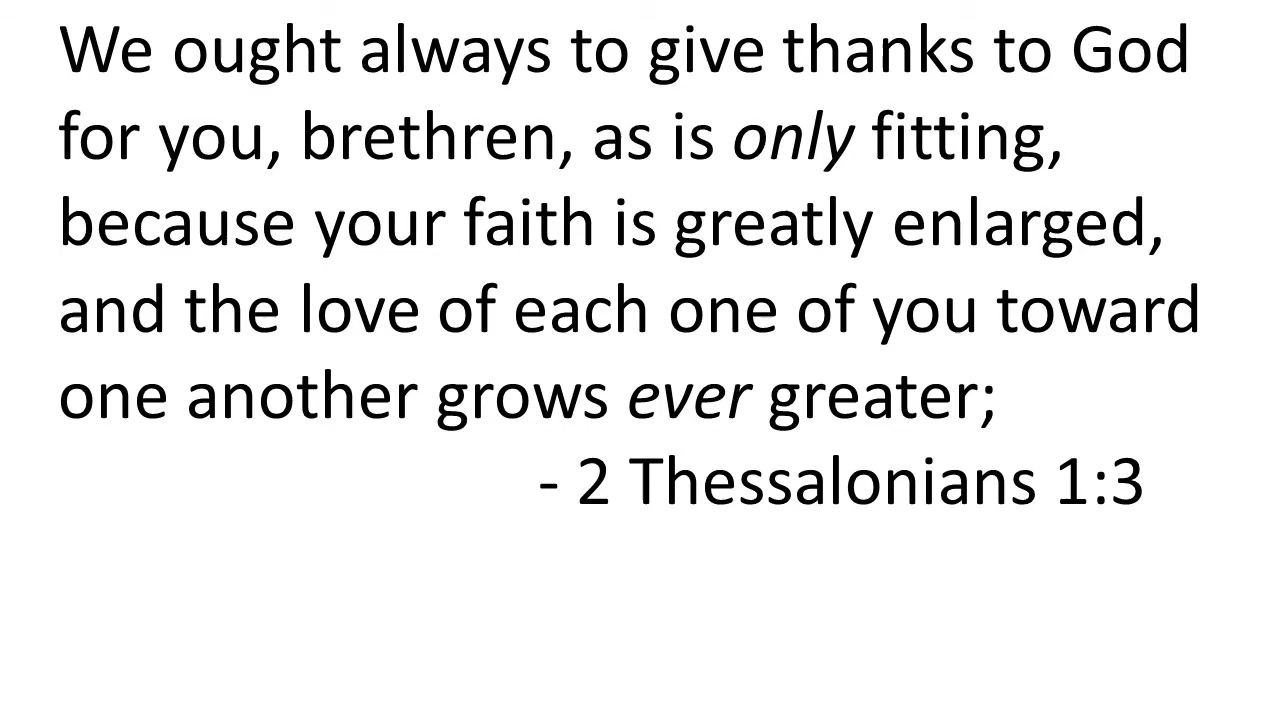 We ought always to give thanks to God
for you, brethren, as is only fitting,
because your faith is greatly enlarged,
and the love of each one of you toward
one another grows ever greater;
- 2 Thessalonians 1:3